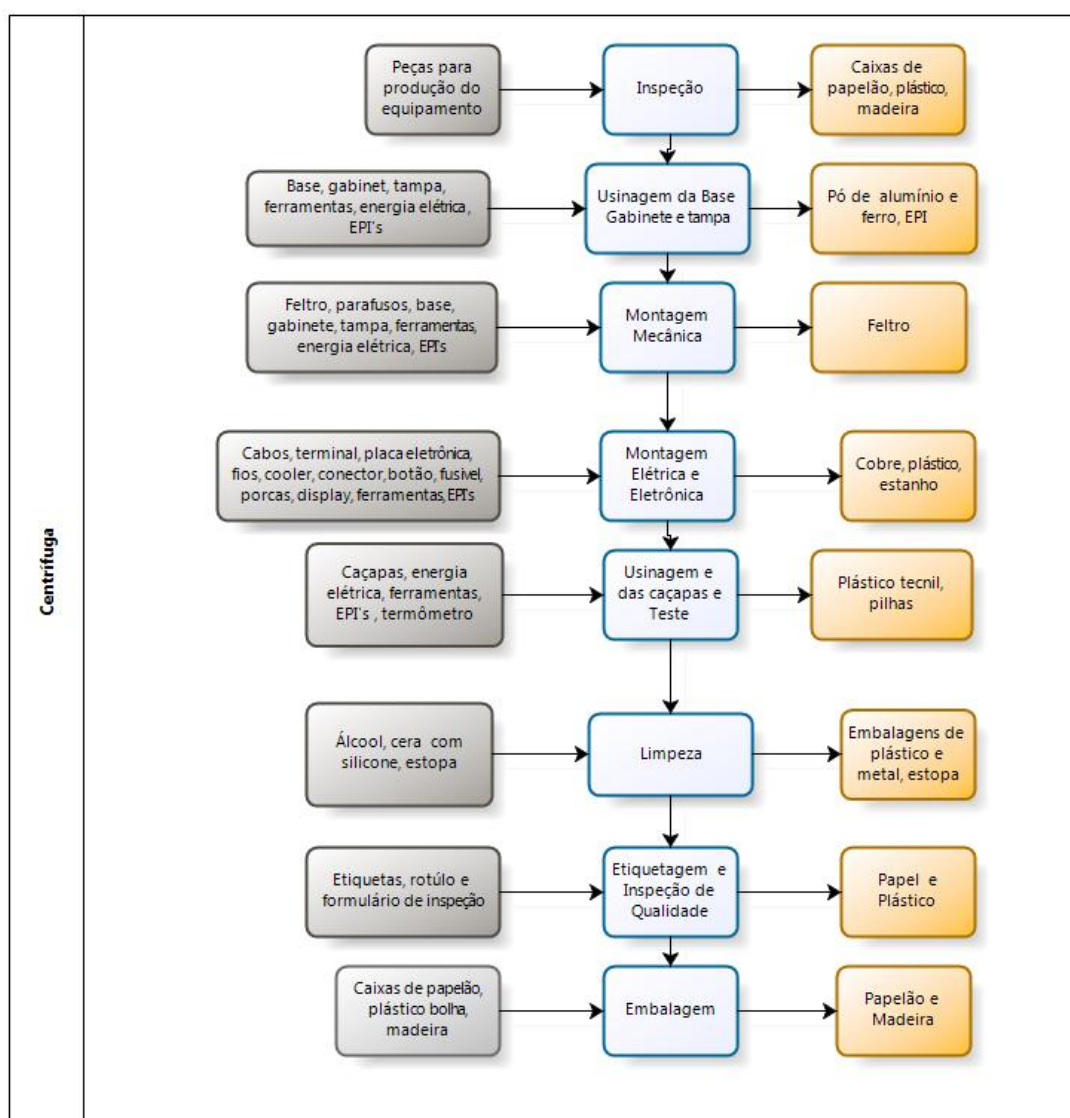 Centrífuga
Peças para
produção do
equipamento
Inspeção
Caixas de
papelão, plástico,
madeira
Base, gabinet, tampa,
ferramentas, energia elétrica,
EPI's
Usinagem da Base
Gabinete e tampa
Pó de alumínio e
ferro, EPI
Feltro, parafusos, base,
gabinete, tampa, ferramentas,
energia elétrica, EPI's
Montagem
Mecânica
Feltro
Cabos, terminal, placa eletrônica,
fios, cooler, conector, botão, fusivel,
porcas, display, ferramentas, EPI's
Montagem
Elétrica e
Eletrônica
Cobre, plástico,
estanho
Caçapas, energia
elétrica, ferramentas,
EPI's , termômetro
Usinagem e
das caçapas e
Teste
Plástico tecnil,
pilhas
Álcool, cera com
silicone, estopa
Limpeza
Embalagens de
plástico e
metal, estopa
Etiquetas, rotúlo e
formulário de inspeção
Etiquetagem e
Inspeção de
Qualidade
Papel e
Plástico
Caixas de papelão,
plástico bolha,
madeira
Embalagem
Papelão e
Madeira